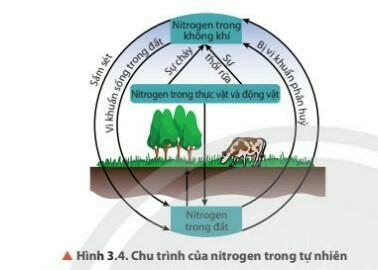 Nitrogen trong
không khí
Sấm sét
Vi khuẩn sống trong đất
Sự cháy
Sự
thối rữa
Bị vi khuẩn phân huỷ
Nitrogen trong thực vật và động vật
Nitrogen
trong đất
▲ Hình 3.4. Chu trình của nitrogen trong tự nhiên